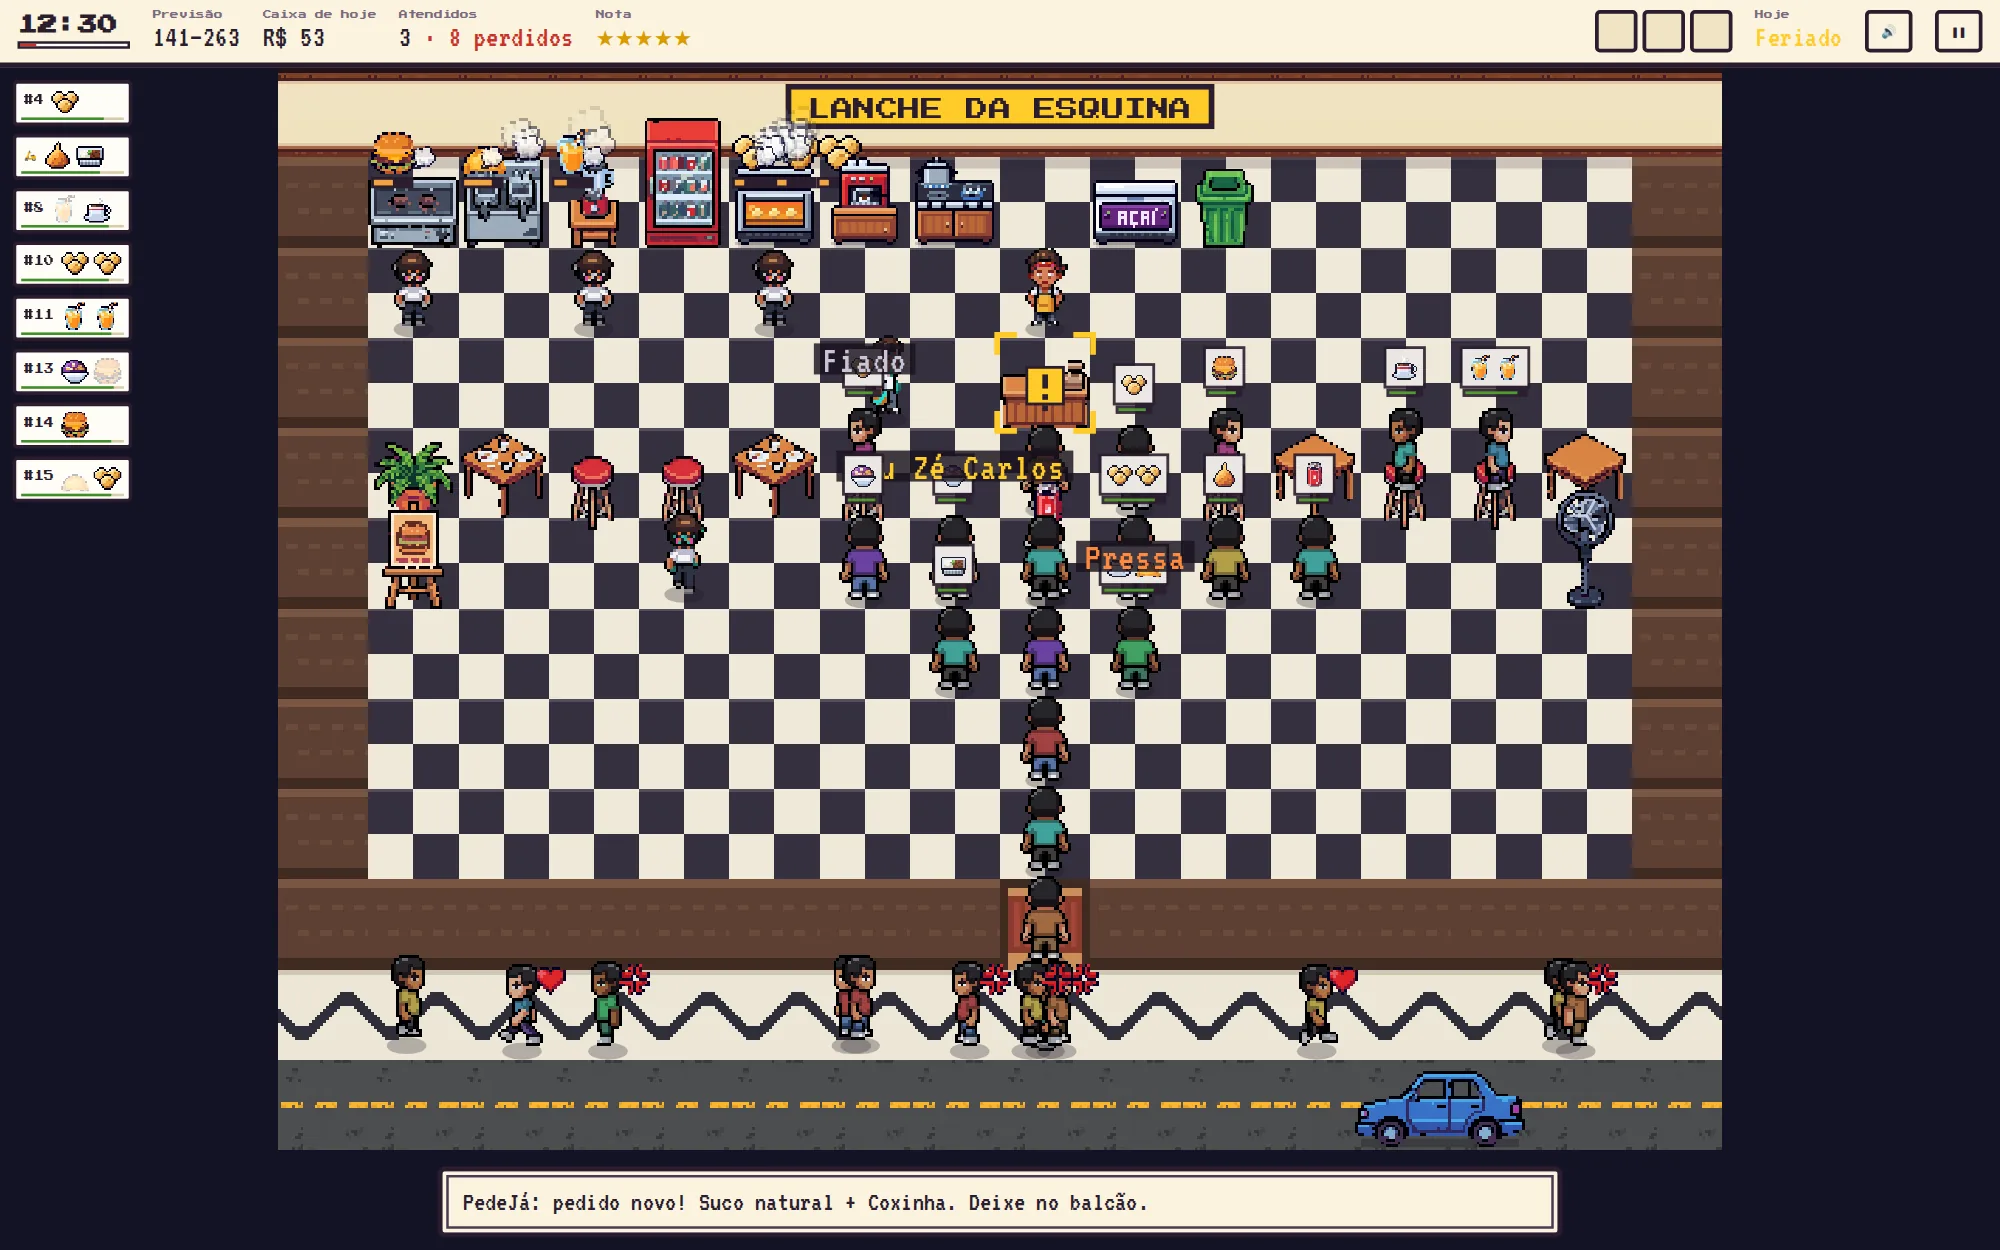 12:30
Previsão
141-263
Caixa de hoje
R$ 53
Atendidos
3 · 8 perdidos
Nota
★★★★★
Hoje
Feriado
#4
#8
#10
#11
#13
#14
#15
LANCHE DA ESQUINA
AÇAÍ
Fiado
!
Zé Carlos
Pressa
PedeJá: pedido novo! Suco natural + Coxinha. Deixe no balcão.